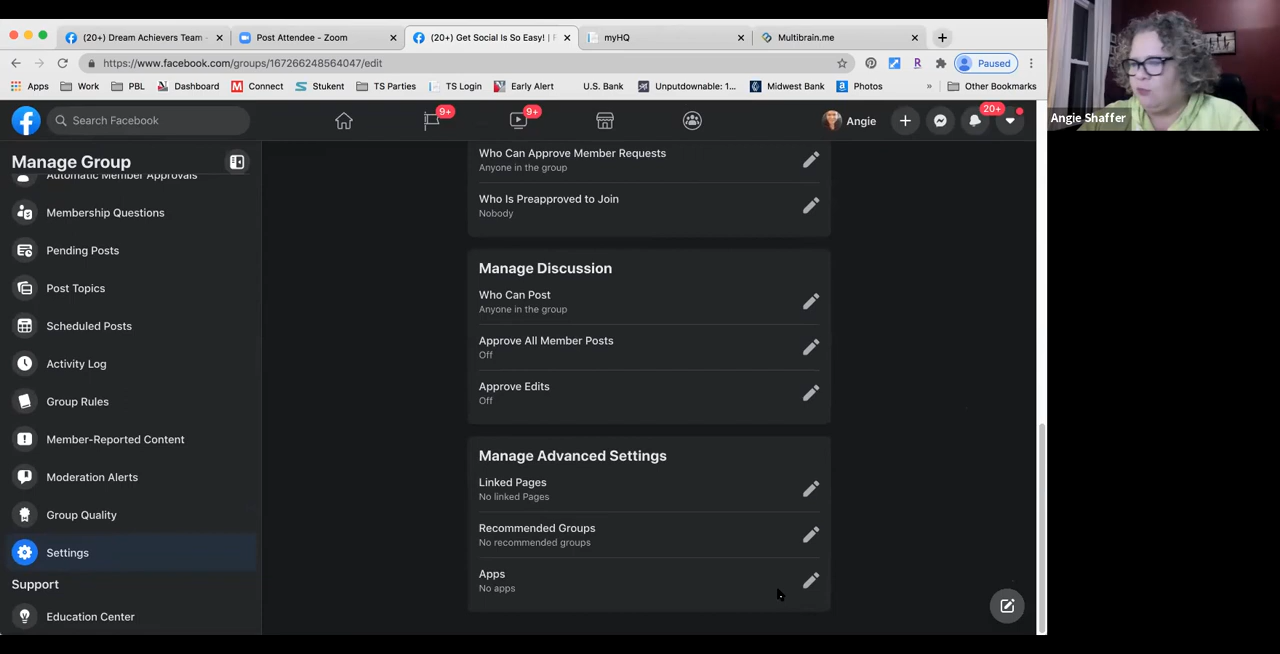 (20+) Dream Achievers Team -
Post Attendee - Zoom
(20+) Get Social Is So Easy! | F
myHQ
Multibrain.me
https://www.facebook.com/groups/167266248564047/edit
Paused
Apps
Work
PBL
Dashboard
Connect
Stukent
TS Parties
TS Login
Early Alert
U.S. Bank
Unputdownable: 1...
Midwest Bank
Photos
»
Other Bookmarks
Angie Shaffer
Search Facebook
9+
9+
Angie
20+
Manage Group
Automatic Member Approvals
Membership Questions
Pending Posts
Post Topics
Scheduled Posts
Activity Log
Group Rules
Member-Reported Content
Moderation Alerts
Group Quality
Settings
Support
Education Center
Who Can Approve Member Requests
Anyone in the group
Who Is Preapproved to Join
Nobody
Manage Discussion
Who Can Post
Anyone in the group
Approve All Member Posts
Off
Approve Edits
Off
Manage Advanced Settings
Linked Pages
No linked Pages
Recommended Groups
No recommended groups
Apps
No apps